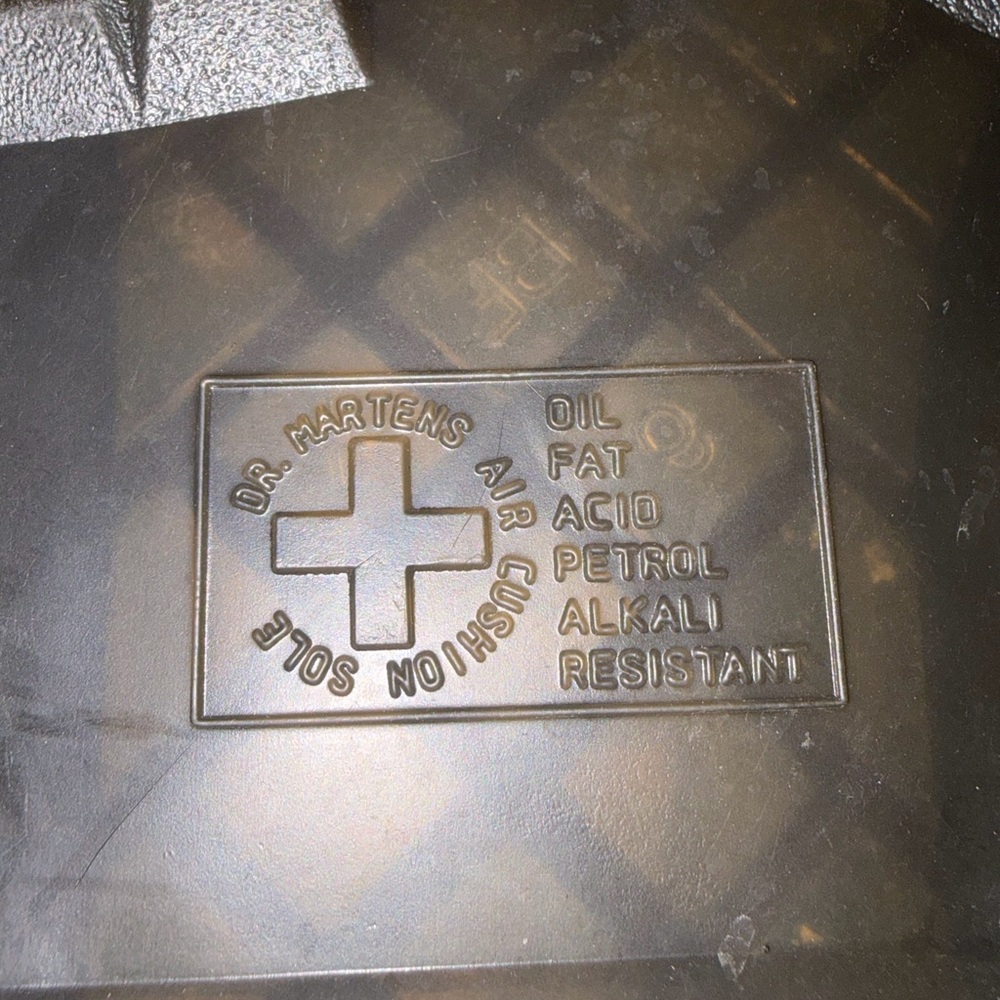 DR. MARTENS AIR CUSHION SOLE
OIL
FAT
ACID
PETROL
ALKALI
RESISTANT